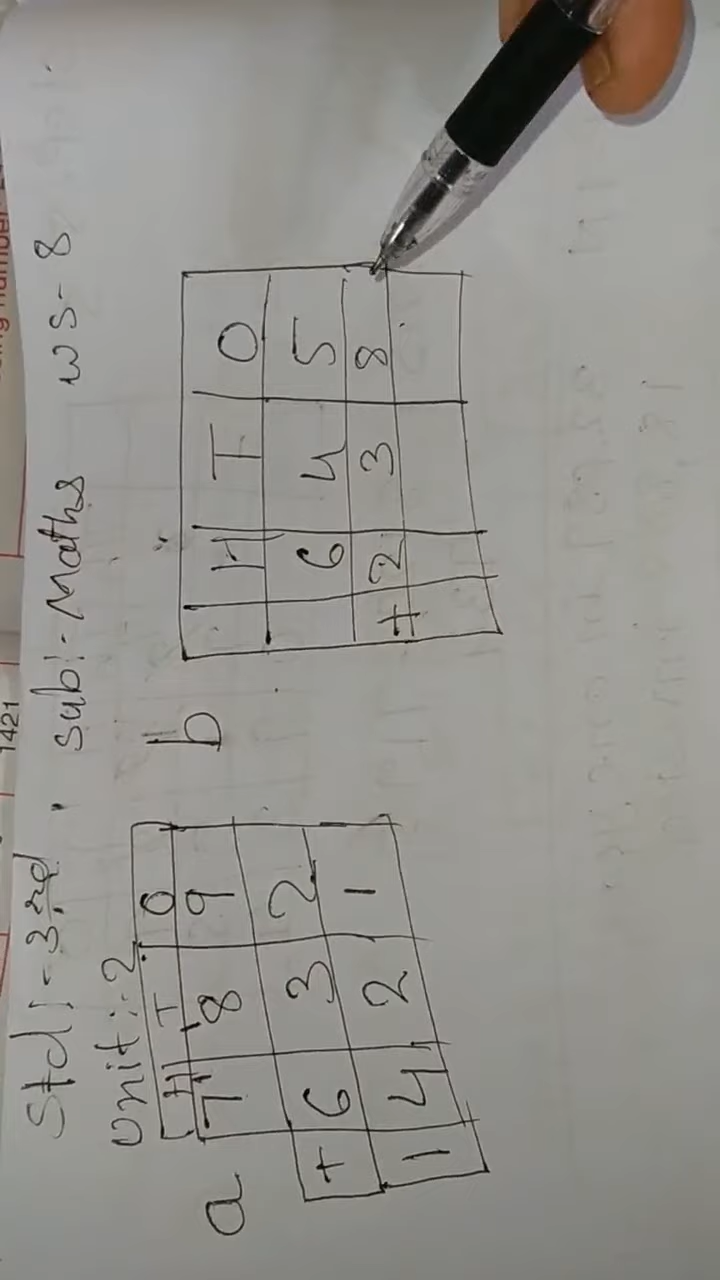 Std :- 3rd . Sub :- Maths WS- 8
Unit :- 2
a
H T O
7 8 9
+ 6 3 2
1 4 2 1
b
H T O
6 4 5
+ 2 3 8
1421